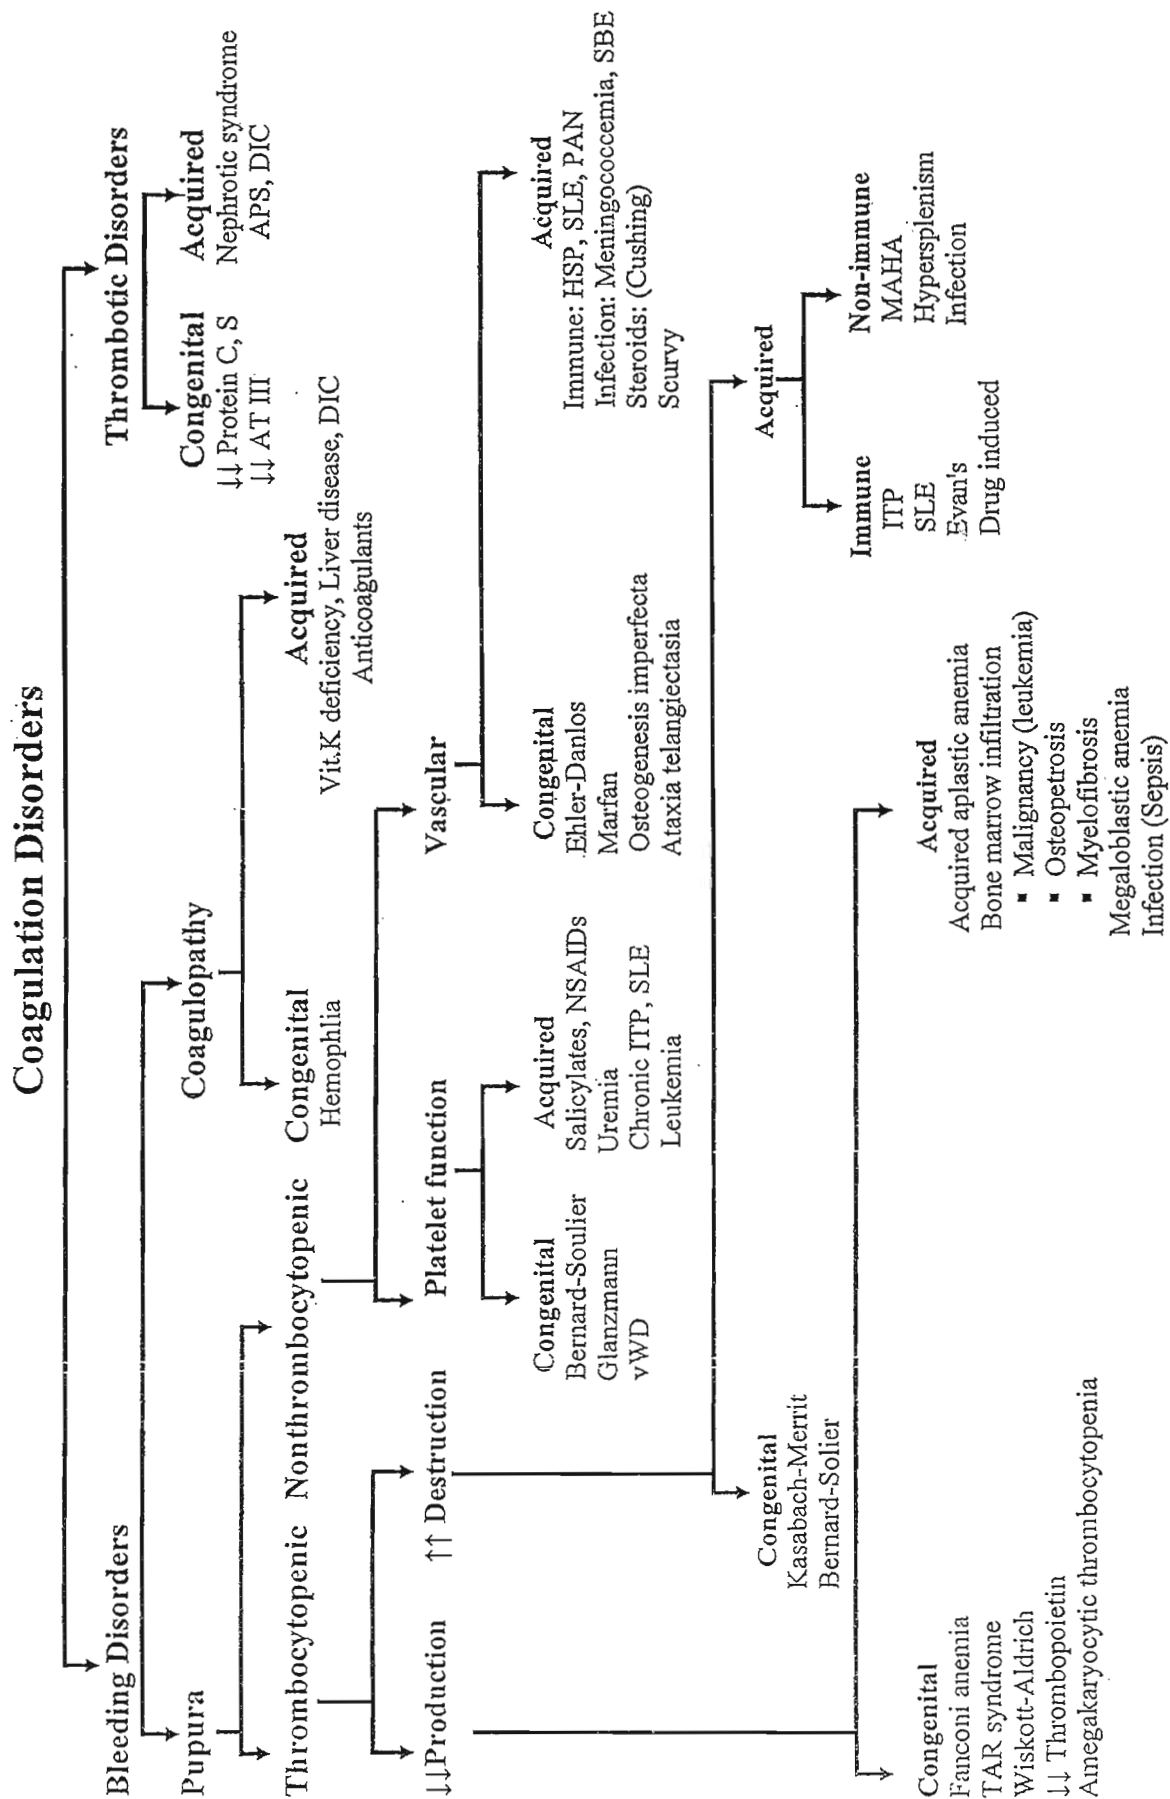 Coagulation Disorders
Bleeding Disorders
Thrombotic Disorders
Pupura
Coagulopathy
Congenital
↓↓ Protein C, S
↓↓ AT III
Acquired
Nephrotic syndrome
APS, DIC
Thrombocytopenic
Nonthrombocytopenic
Congenital
Hemophlia
Acquired
Vit.K deficiency, Liver disease, DIC
Anticoagulants
↓↓Production
↑↑ Destruction
Platelet function
Vascular
Congenital
Bernard-Soulier
Glanzmann
vWD
Acquired
Salicylates, NSAIDs
Uremia
Chronic ITP, SLE
Leukemia
Congenital
Ehler-Danlos
Marfan
Osteogenesis imperfecta
Ataxia telangiectasia
Acquired
Immune: HSP, SLE, PAN
Infection: Meningococcemia, SBE
Steroids: (Cushing)
Scurvy
Congenital
Kasabach-Merrit
Bernard-Solier
Acquired
Immune
ITP
SLE
Evan's
Drug induced
Non-immune
MAHA
Hypersplenism
Infection
Congenital
Fanconi anemia
TAR syndrome
Wiskott-Aldrich
↓↓ Thrombopoietin
Amegakaryocytic thrombocytopenia
Acquired
Acquired aplastic anemia
Bone marrow infiltration
▪ Malignancy (leukemia)
▪ Osteopetrosis
▪ Myelofibrosis
Megaloblastic anemia
Infection (Sepsis)